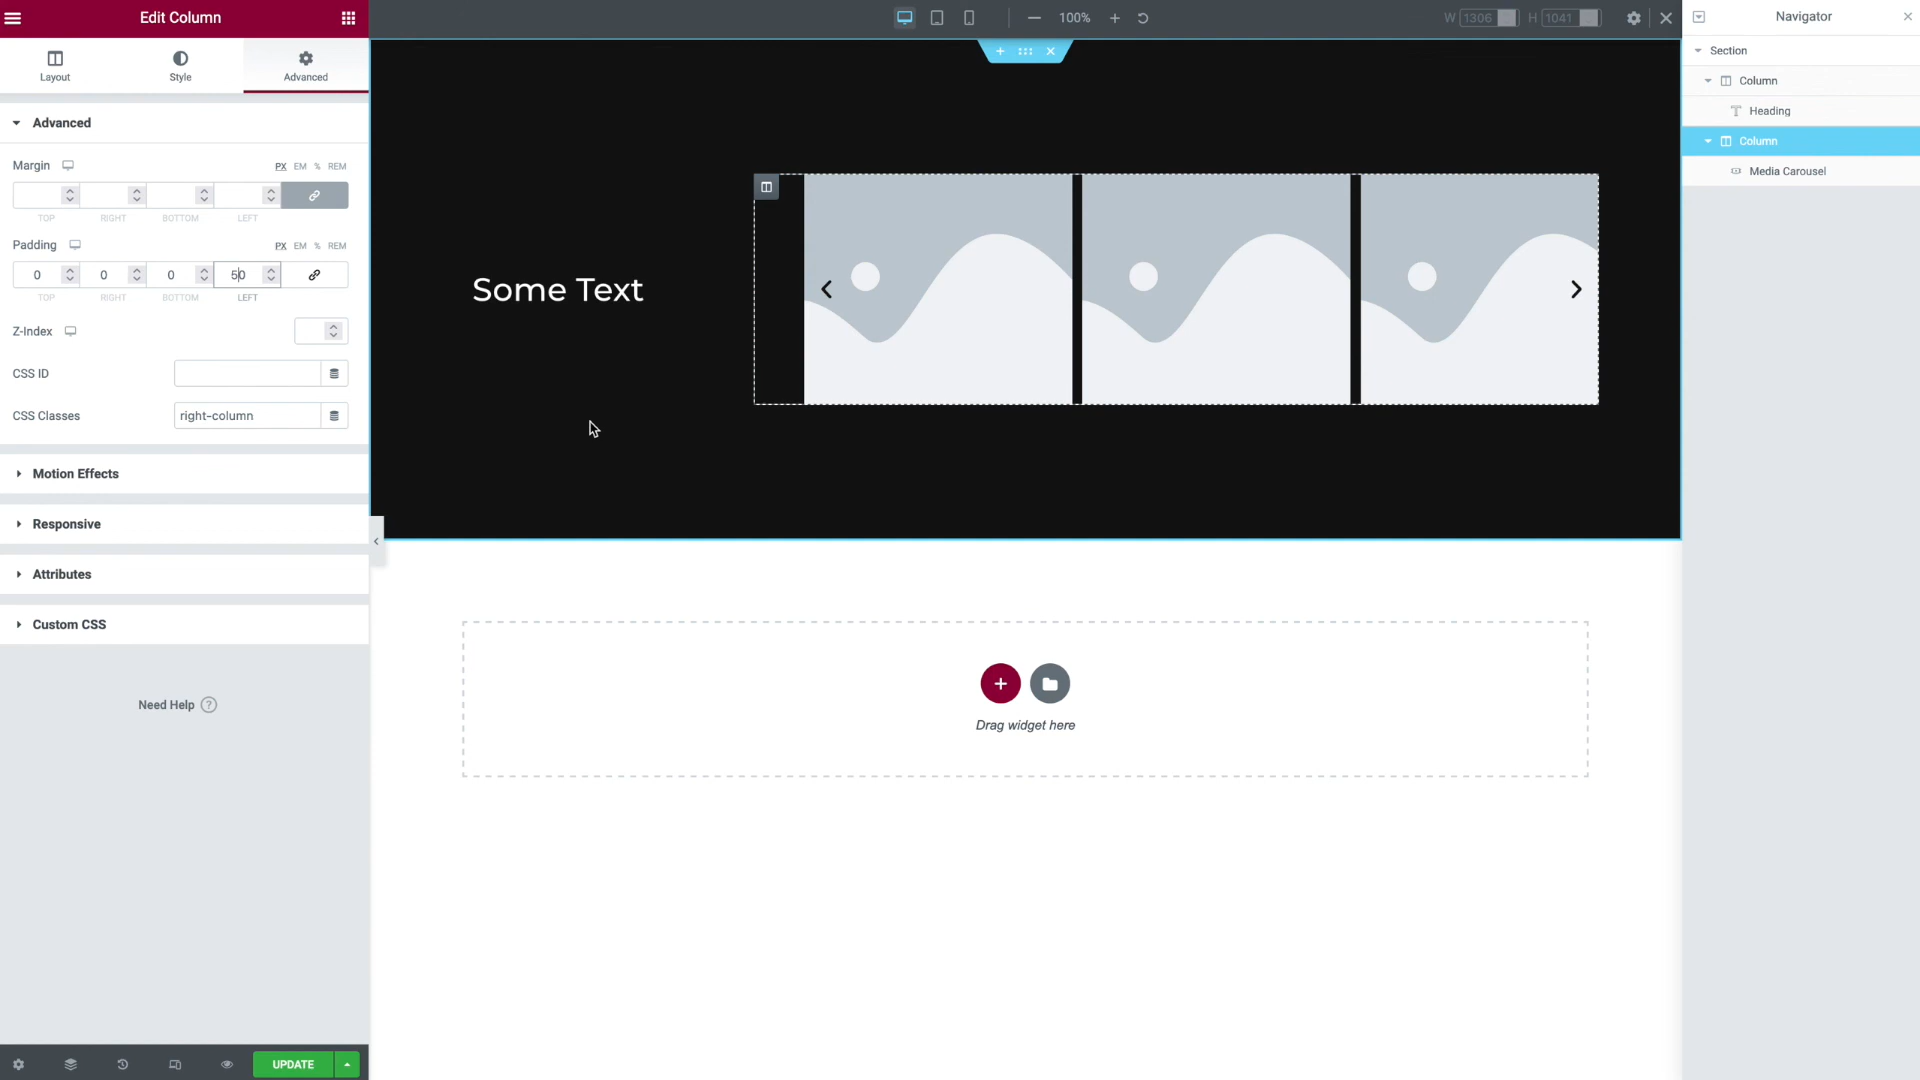 Edit Column
100%
W 1306 H 1041
Navigator
Layout
Style
Advanced
Advanced
Margin
PX EM % REM
TOP RIGHT BOTTOM LEFT
Padding
PX EM % REM
0 0 0 50
TOP RIGHT BOTTOM LEFT
Z-Index
CSS ID
CSS Classes right-column
Motion Effects
Responsive
Attributes
Custom CSS
Need Help ?
UPDATE
Some Text
Drag widget here
Section
Column
Heading
Column
Media Carousel